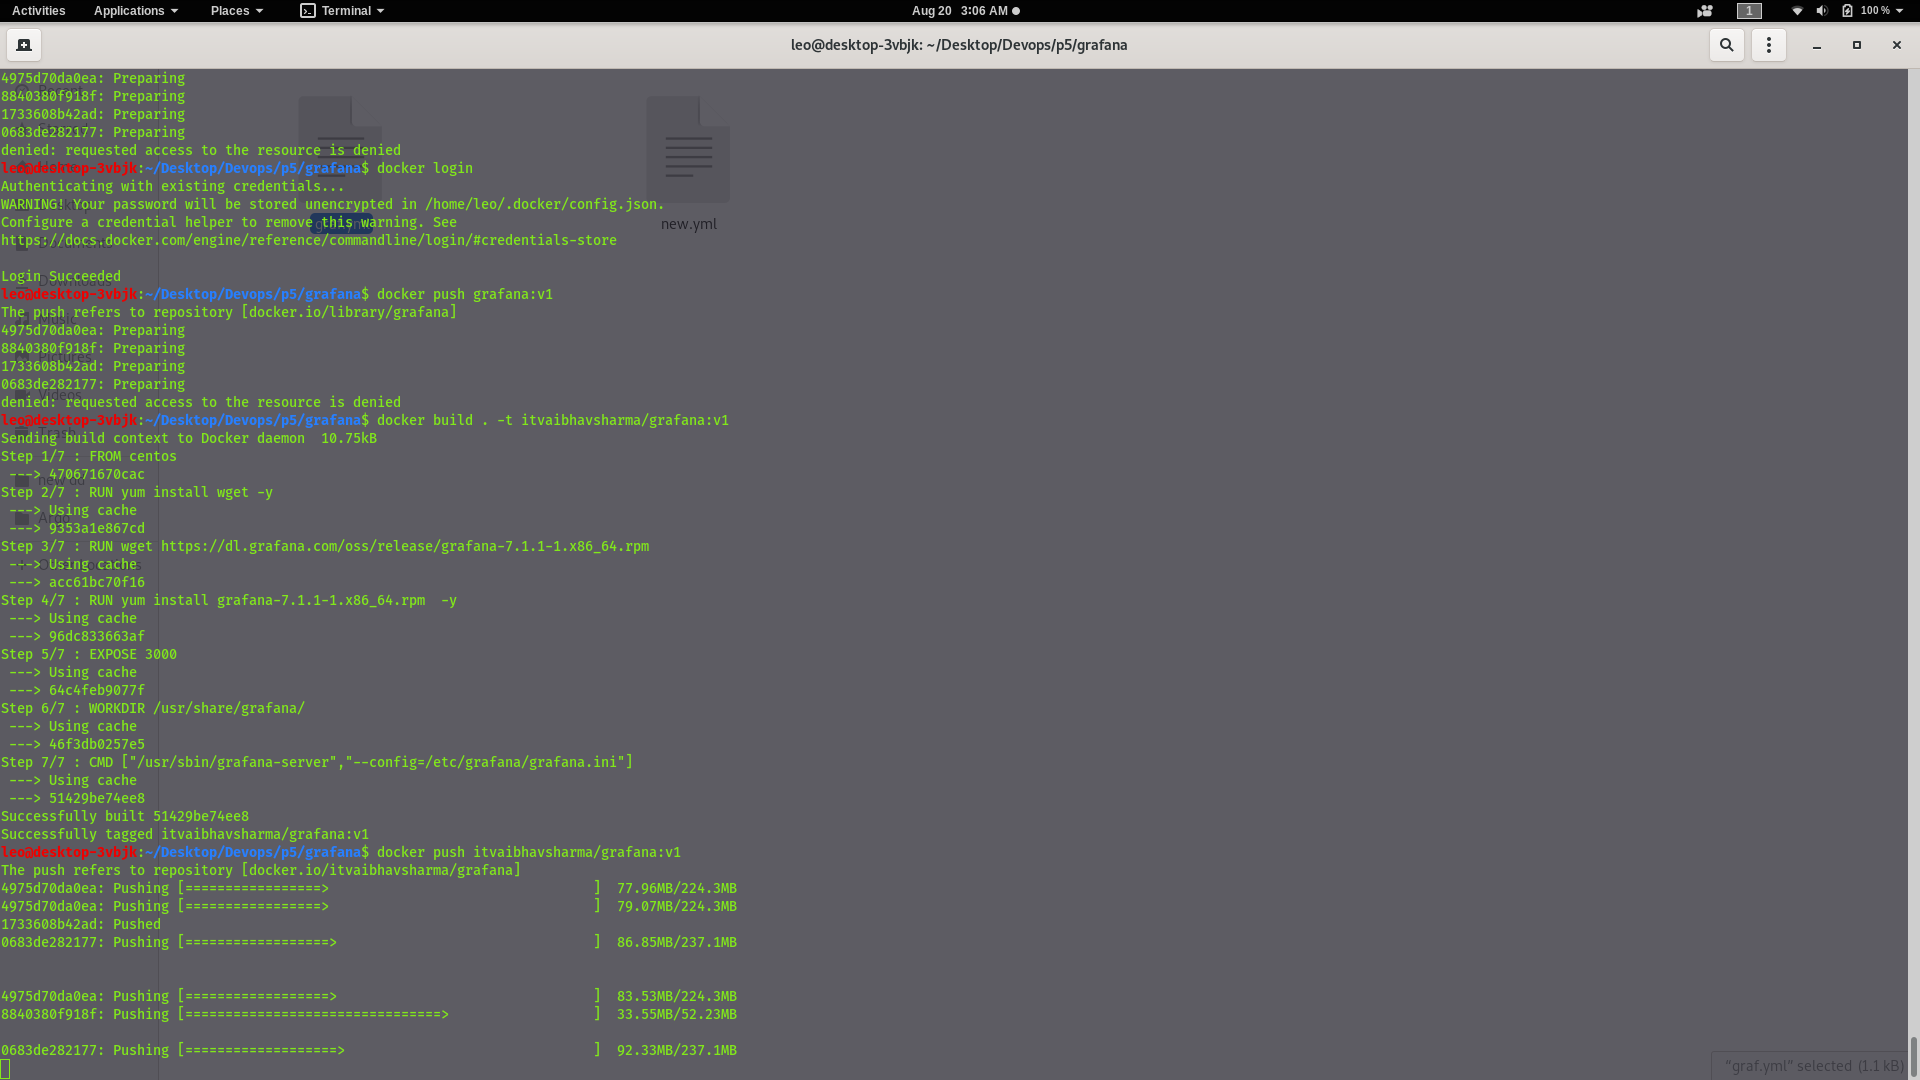 Activities Applications Places Terminal Aug 20 3:06 AM 1 100 %
leo@desktop-3vbjk: ~/Desktop/Devops/p5/grafana
4975d70da0ea: Preparing
8840380f918f: Preparing
1733608b42ad: Preparing
0683de282177: Preparing
denied: requested access to the resource is denied
leo@desktop-3vbjk:~/Desktop/Devops/p5/grafana$ docker login
Authenticating with existing credentials...
WARNING! Your password will be stored unencrypted in /home/leo/.docker/config.json.
Configure a credential helper to remove this warning. See
new.yml
https://docs.docker.com/engine/reference/commandline/login/#credentials-store
Login Succeeded
Downloads
leo@desktop-3vbjk:~/Desktop/Devops/p5/grafana$ docker push grafana:v1
The push refers to repository [docker.io/library/grafana]
Music
4975d70da0ea: Preparing
8840380f918f: Preparing
Pictures
1733608b42ad: Preparing
0683de282177: Preparing
Videos
denied: requested access to the resource is denied
leo@desktop-3vbjk:~/Desktop/Devops/p5/grafana$ docker build . -t itvaibhavsharma/grafana:v1
Trash
Sending build context to Docker daemon  10.75kB
Step 1/7 : FROM centos
 ---> 470671670cac
Step 2/7 : RUN yum install wget -y
 ---> Using cache
 ---> 9353a1e867cd
Step 3/7 : RUN wget https://dl.grafana.com/oss/release/grafana-7.1.1-1.x86_64.rpm
 ---> Using cache
 ---> acc61bc70f16
Step 4/7 : RUN yum install grafana-7.1.1-1.x86_64.rpm  -y
 ---> Using cache
 ---> 96dc833663af
Step 5/7 : EXPOSE 3000
 ---> Using cache
 ---> 64c4feb9077f
Step 6/7 : WORKDIR /usr/share/grafana/
 ---> Using cache
 ---> 46f3db0257e5
Step 7/7 : CMD ["/usr/sbin/grafana-server","--config=/etc/grafana/grafana.ini"]
 ---> Using cache
 ---> 51429be74ee8
Successfully built 51429be74ee8
Successfully tagged itvaibhavsharma/grafana:v1
leo@desktop-3vbjk:~/Desktop/Devops/p5/grafana$ docker push itvaibhavsharma/grafana:v1
The push refers to repository [docker.io/itvaibhavsharma/grafana]
4975d70da0ea: Pushing [=================>                                 ]  77.96MB/224.3MB
4975d70da0ea: Pushing [=================>                                 ]  79.07MB/224.3MB
1733608b42ad: Pushed
0683de282177: Pushing [==================>                                ]  86.85MB/237.1MB
4975d70da0ea: Pushing [==================>                                ]  83.53MB/224.3MB
8840380f918f: Pushing [================================>                  ]  33.55MB/52.23MB
0683de282177: Pushing [===================>                               ]  92.33MB/237.1MB
"graf.yml" selected (1.1 kB)